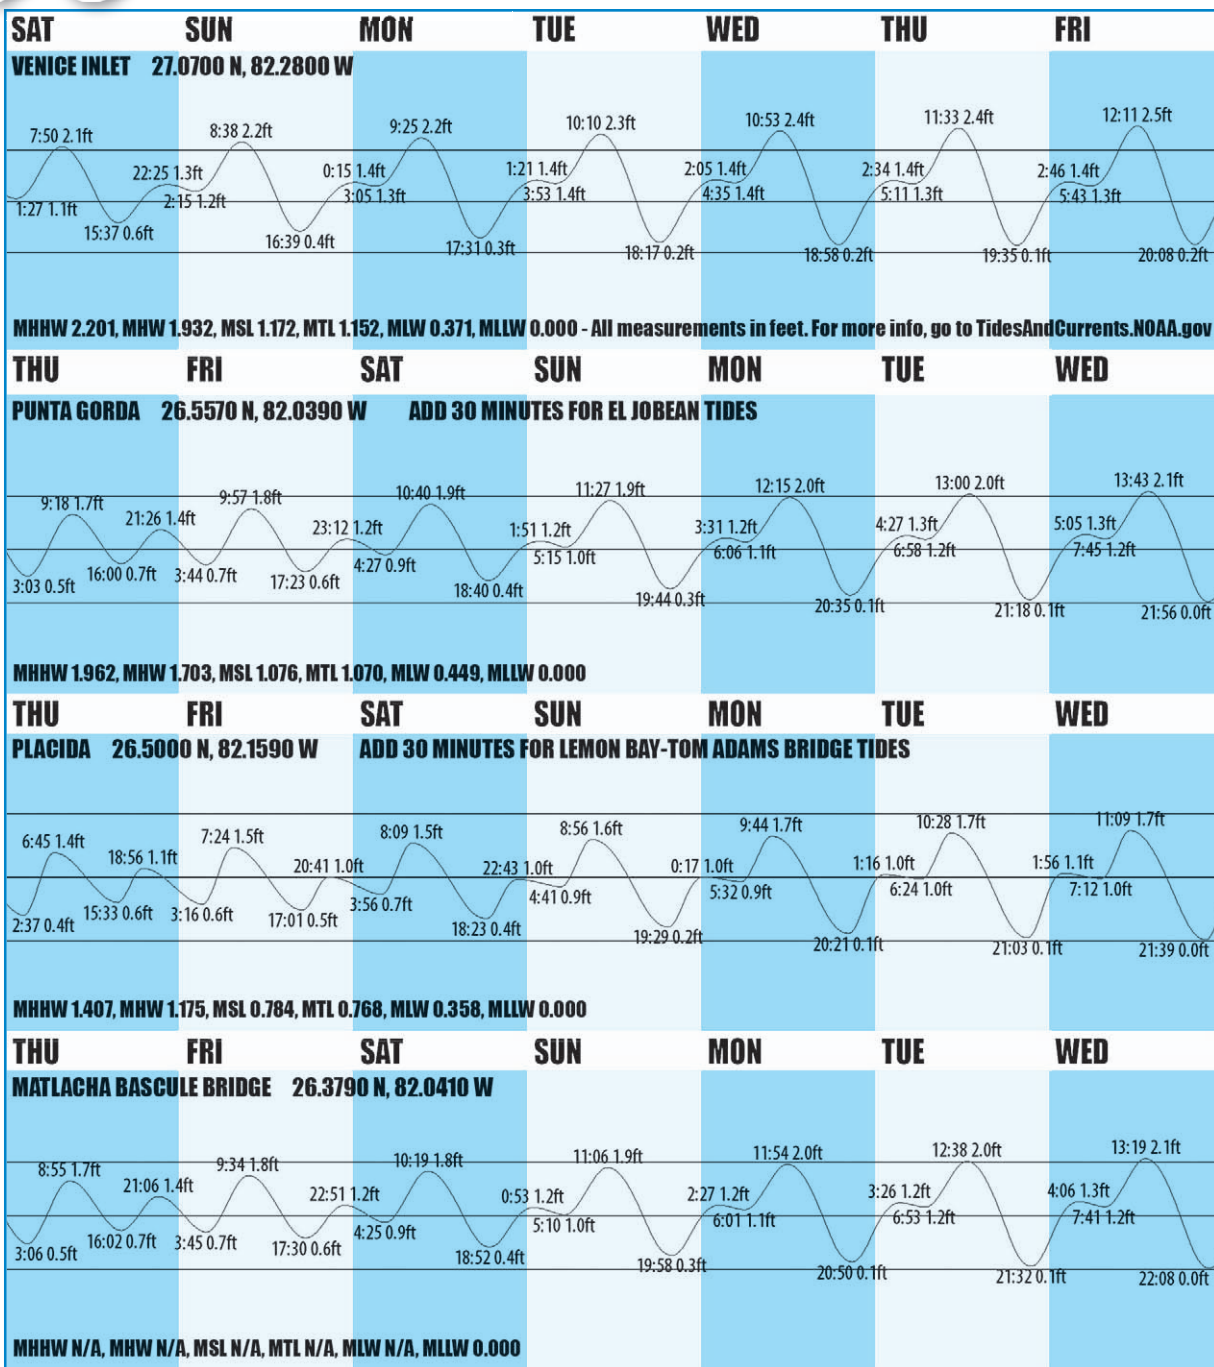 SAT SUN MON TUE WED THU FRI
VENICE INLET 27.0700 N, 82.2800 W
7:50 2.1ft 8:38 2.2ft 9:25 2.2ft 10:10 2.3ft 10:53 2.4ft 11:33 2.4ft 12:11 2.5ft
22:25 1.3ft 0:15 1.4ft 1:21 1.4ft 2:05 1.4ft 2:34 1.4ft 2:46 1.4ft
1:27 1.1ft 2:15 1.2ft 3:05 1.3ft 3:53 1.4ft 4:35 1.4ft 5:11 1.3ft 5:43 1.3ft
15:37 0.6ft 16:39 0.4ft 17:31 0.3ft 18:17 0.2ft 18:58 0.2ft 19:35 0.1ft 20:08 0.2ft
MHHW 2.201, MHW 1.932, MSL 1.172, MTL 1.152, MLW 0.371, MLLW 0.000 - All measurements in feet. For more info, go to TidesAndCurrents.NOAA.gov
THU FRI SAT SUN MON TUE WED
PUNTA GORDA 26.5570 N, 82.0390 W ADD 30 MINUTES FOR EL JOBEAN TIDES
9:18 1.7ft 9:57 1.8ft 10:40 1.9ft 11:27 1.9ft 12:15 2.0ft 13:00 2.0ft 13:43 2.1ft
21:26 1.4ft 23:12 1.2ft 1:51 1.2ft 3:31 1.2ft 4:27 1.3ft 5:05 1.3ft
3:03 0.5ft 16:00 0.7ft 3:44 0.7ft 17:23 0.6ft 4:27 0.9ft 5:15 1.0ft 6:06 1.1ft 6:58 1.2ft 7:45 1.2ft
18:40 0.4ft 19:44 0.3ft 20:35 0.1ft 21:18 0.1ft 21:56 0.0ft
MHHW 1.962, MHW 1.703, MSL 1.076, MTL 1.070, MLW 0.449, MLLW 0.000
THU FRI SAT SUN MON TUE WED
PLACIDA 26.5000 N, 82.1590 W ADD 30 MINUTES FOR LEMON BAY-TOM ADAMS BRIDGE TIDES
6:45 1.4ft 7:24 1.5ft 8:09 1.5ft 8:56 1.6ft 9:44 1.7ft 10:28 1.7ft 11:09 1.7ft
18:56 1.1ft 20:41 1.0ft 22:43 1.0ft 0:17 1.0ft 1:16 1.0ft 1:56 1.1ft
2:37 0.4ft 15:33 0.6ft 3:16 0.6ft 17:01 0.5ft 3:56 0.7ft 4:41 0.9ft 5:32 0.9ft 6:24 1.0ft 7:12 1.0ft
18:23 0.4ft 19:29 0.2ft 20:21 0.1ft 21:03 0.1ft 21:39 0.0ft
MHHW 1.407, MHW 1.175, MSL 0.784, MTL 0.768, MLW 0.358, MLLW 0.000
THU FRI SAT SUN MON TUE WED
MATLACHA BASCULE BRIDGE 26.3790 N, 82.0410 W
8:55 1.7ft 9:34 1.8ft 10:19 1.8ft 11:06 1.9ft 11:54 2.0ft 12:38 2.0ft 13:19 2.1ft
21:06 1.4ft 22:51 1.2ft 0:53 1.2ft 2:27 1.2ft 3:26 1.2ft 4:06 1.3ft
3:06 0.5ft 16:02 0.7ft 3:45 0.7ft 17:30 0.6ft 4:25 0.9ft 5:10 1.0ft 6:01 1.1ft 6:53 1.2ft 7:41 1.2ft
18:52 0.4ft 19:58 0.3ft 20:50 0.1ft 21:32 0.1ft 22:08 0.0ft
MHHW N/A, MHW N/A, MSL N/A, MTL N/A, MLW N/A, MLLW 0.000